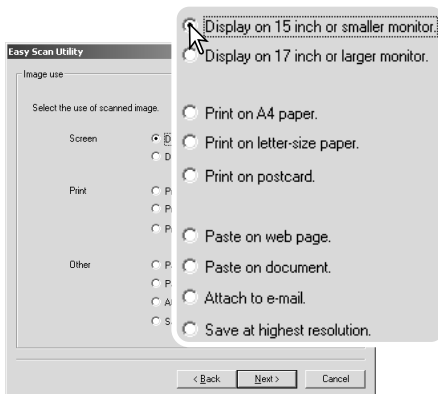 Easy Scan Utility
Image use
Select the use of scanned image.
Screen
Display on 15 inch or smaller monitor.
Display on 17 inch or larger monitor.
Print
Print on A4 paper.
Print on letter-size paper.
Print on postcard.
Other
Paste on web page.
Paste on document.
Attach to e-mail.
Save at highest resolution.
< Back
Next >
Cancel